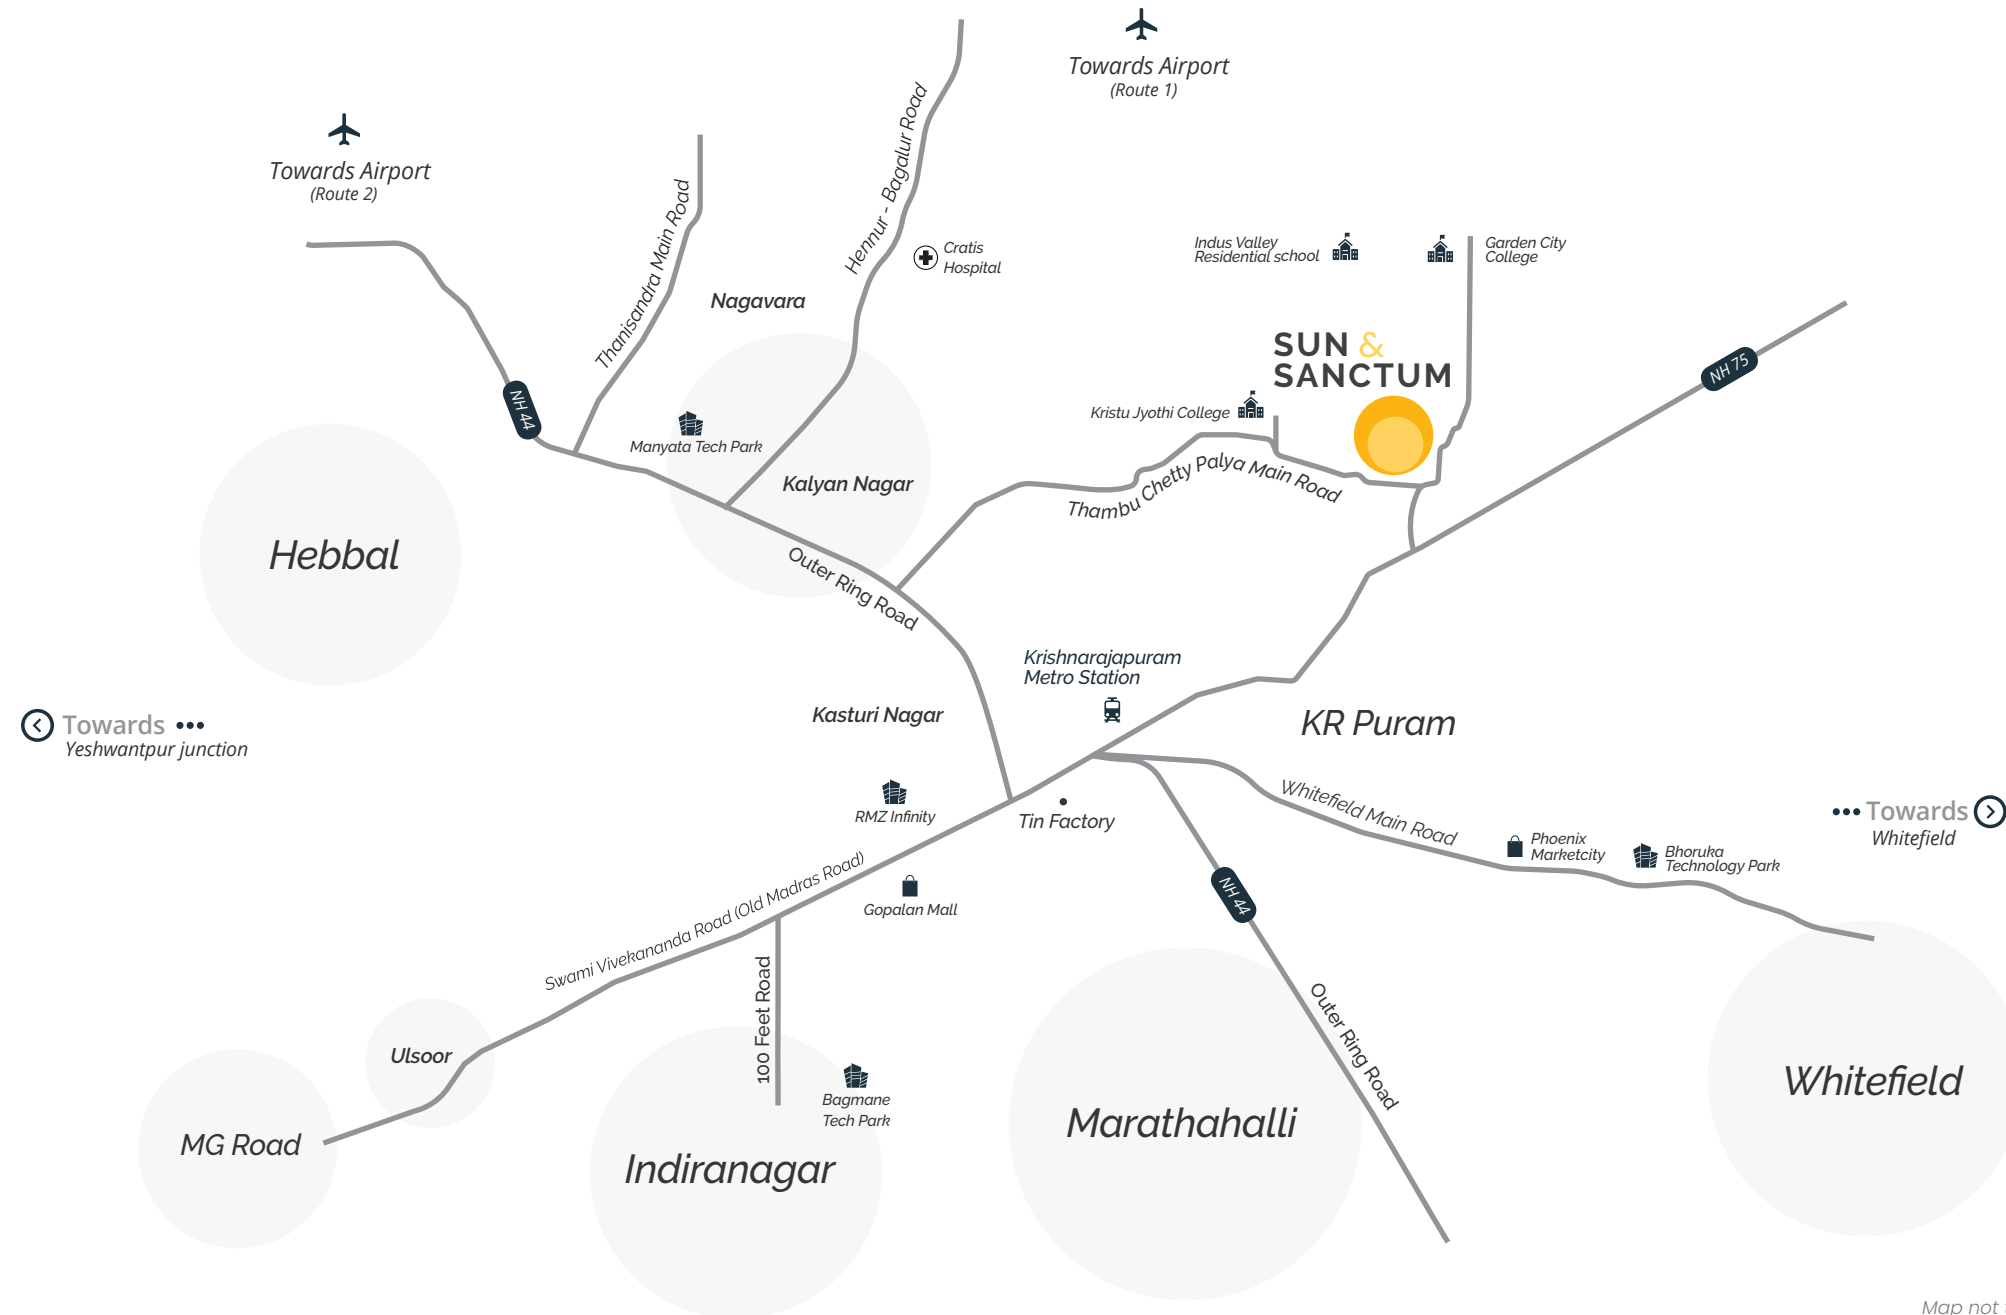 Towards Airport
(Route 1)
Towards Airport
(Route 2)
Thanisandra Main Road
Hennur - Bagalur Road
Cratis
Hospital
Nagavara
Indus Valley
Residential school
Garden City
College
SUN &
SANCTUM
NH 75
NH 44
Kristu Jyothi College
Manyata Tech Park
Kalyan Nagar
Thambu Chetty Palya Main Road
Hebbal
Outer Ring Road
Krishnarajapuram
Metro Station
Kasturi Nagar
KR Puram
Towards
Yeshwantpur junction
RMZ Infinity
Tin Factory
Whitefield Main Road
Phoenix
Marketcity
Bhoruka
Technology Park
Towards
Whitefield
Swami Vivekananda Road (Old Madras Road)
Gopalan Mall
NH 44
100 Feet Road
Outer Ring Road
Ulsoor
Bagmane
Tech Park
MG Road
Indiranagar
Marathahalli
Whitefield
Map not